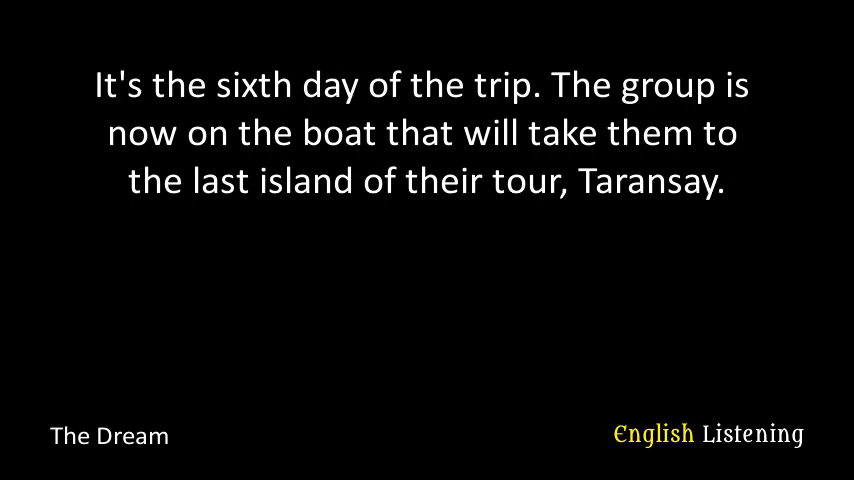 It's the sixth day of the trip. The group is
now on the boat that will take them to
the last island of their tour, Taransay.
The Dream
English Listening